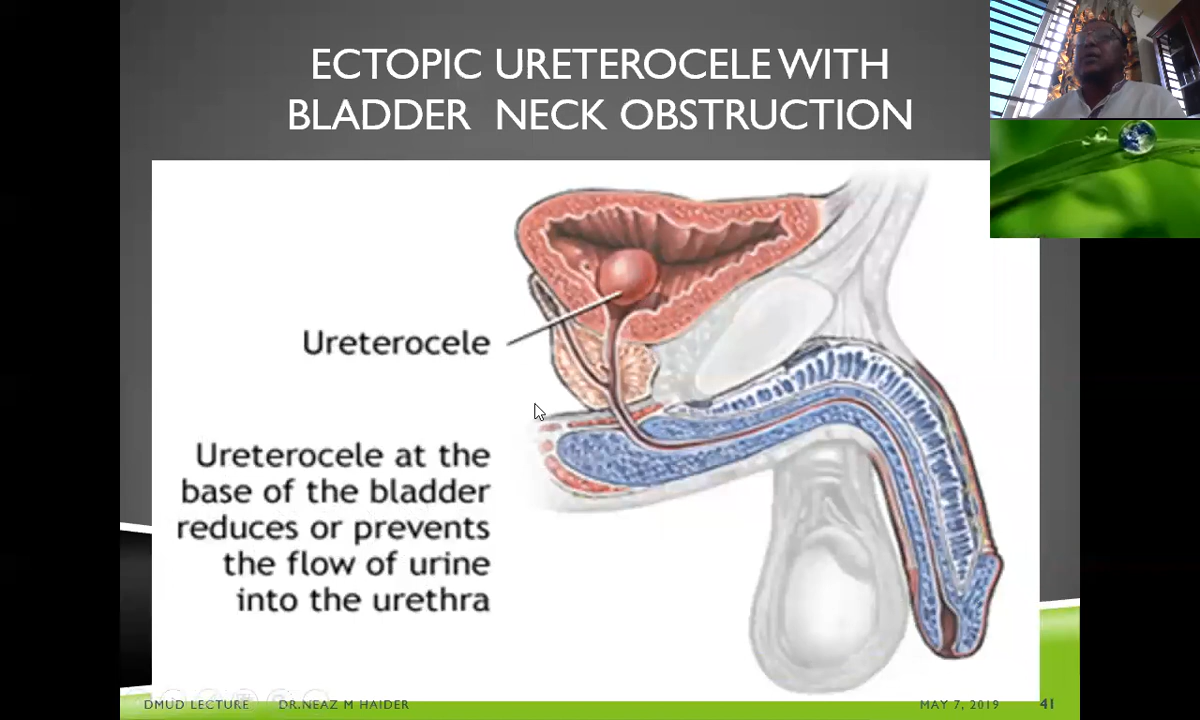 ECTOPIC URETEROCELE WITH
BLADDER NECK OBSTRUCTION
Ureterocele
Ureterocele at the
base of the bladder
reduces or prevents
the flow of urine
into the urethra
DMUD LECTURE DR.NEAZ M HAIDER MAY 7, 2019 41